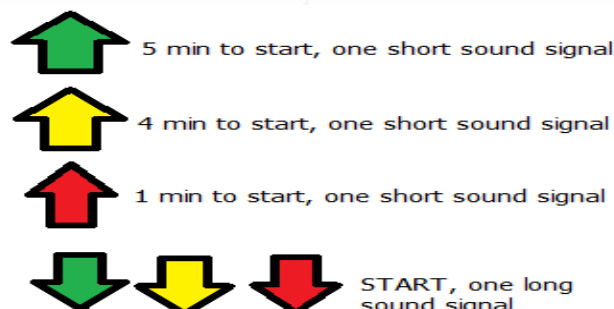 5 min to start, one short sound signal
4 min to start, one short sound signal
1 min to start, one short sound signal
START, one long
sound signal